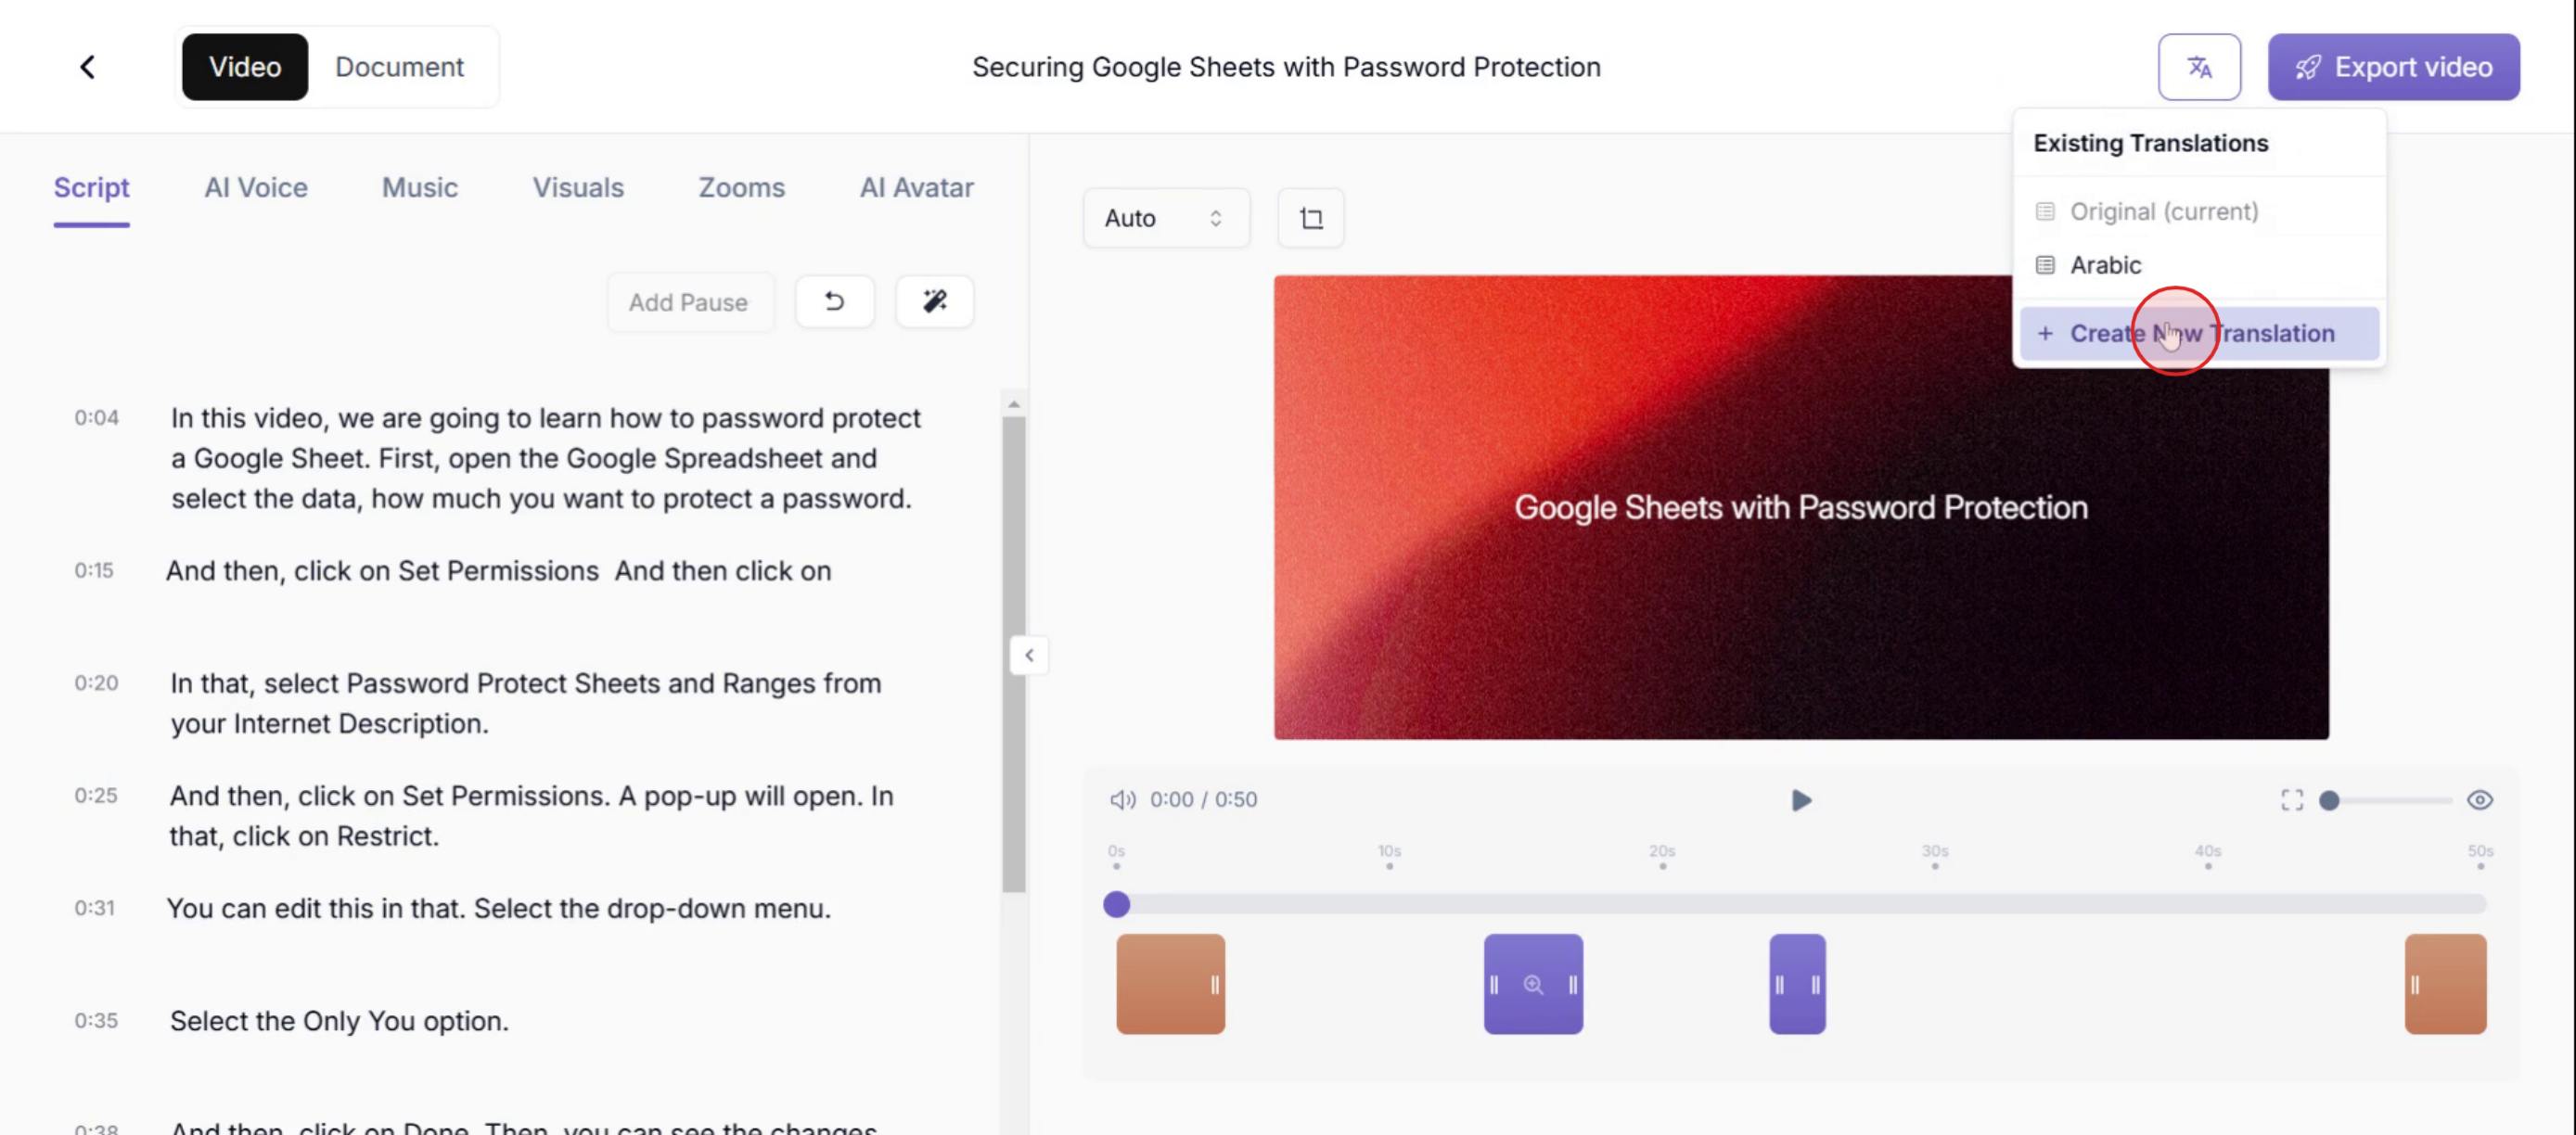 Video Document
Securing Google Sheets with Password Protection
Export video
Existing Translations
Original (current)
Arabic
+ Create New Translation
Script AI Voice Music Visuals Zooms AI Avatar
Add Pause
0:04 In this video, we are going to learn how to password protect
a Google Sheet. First, open the Google Spreadsheet and
select the data, how much you want to protect a password.
0:15 And then, click on Set Permissions And then click on
0:20 In that, select Password Protect Sheets and Ranges from
your Internet Description.
0:25 And then, click on Set Permissions. A pop-up will open. In
that, click on Restrict.
0:31 You can edit this in that. Select the drop-down menu.
0:35 Select the Only You option.
0:38 And then, click on Done. Then, you can see the changes
Auto
Google Sheets with Password Protection
0:00 / 0:50
0s 10s 20s 30s 40s 50s